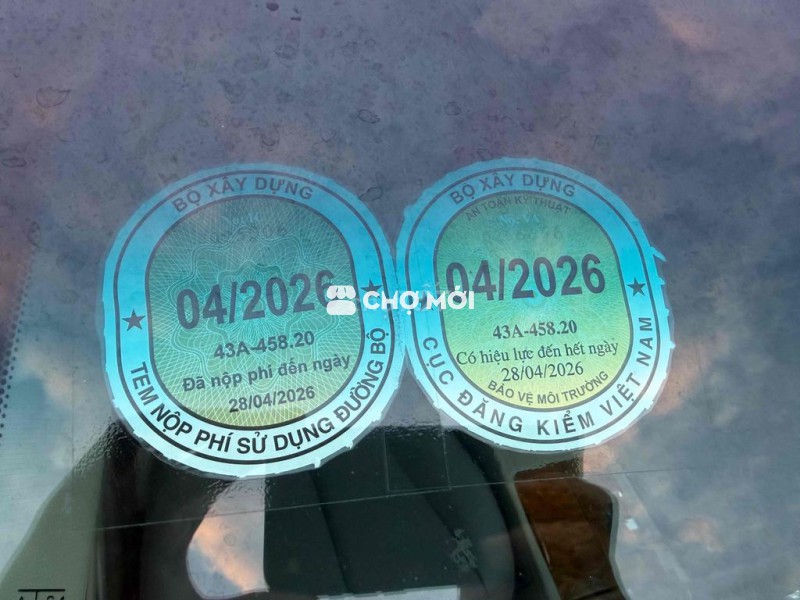 BỘ XÂY DỰNG
04/2026
43A-458.20
Đã nộp phí đến ngày
28/04/2026
TEM NỘP PHÍ SỬ DỤNG ĐƯỜNG BỘ
CHỢ MỚI
BỘ XÂY DỰNG
AN TOÀN KỸ THUẬT
04/2026
43A-458.20
Có hiệu lực đến hết ngày
28/04/2026
BẢO VỆ MÔI TRƯỜNG
CỤC ĐĂNG KIỂM VIỆT NAM